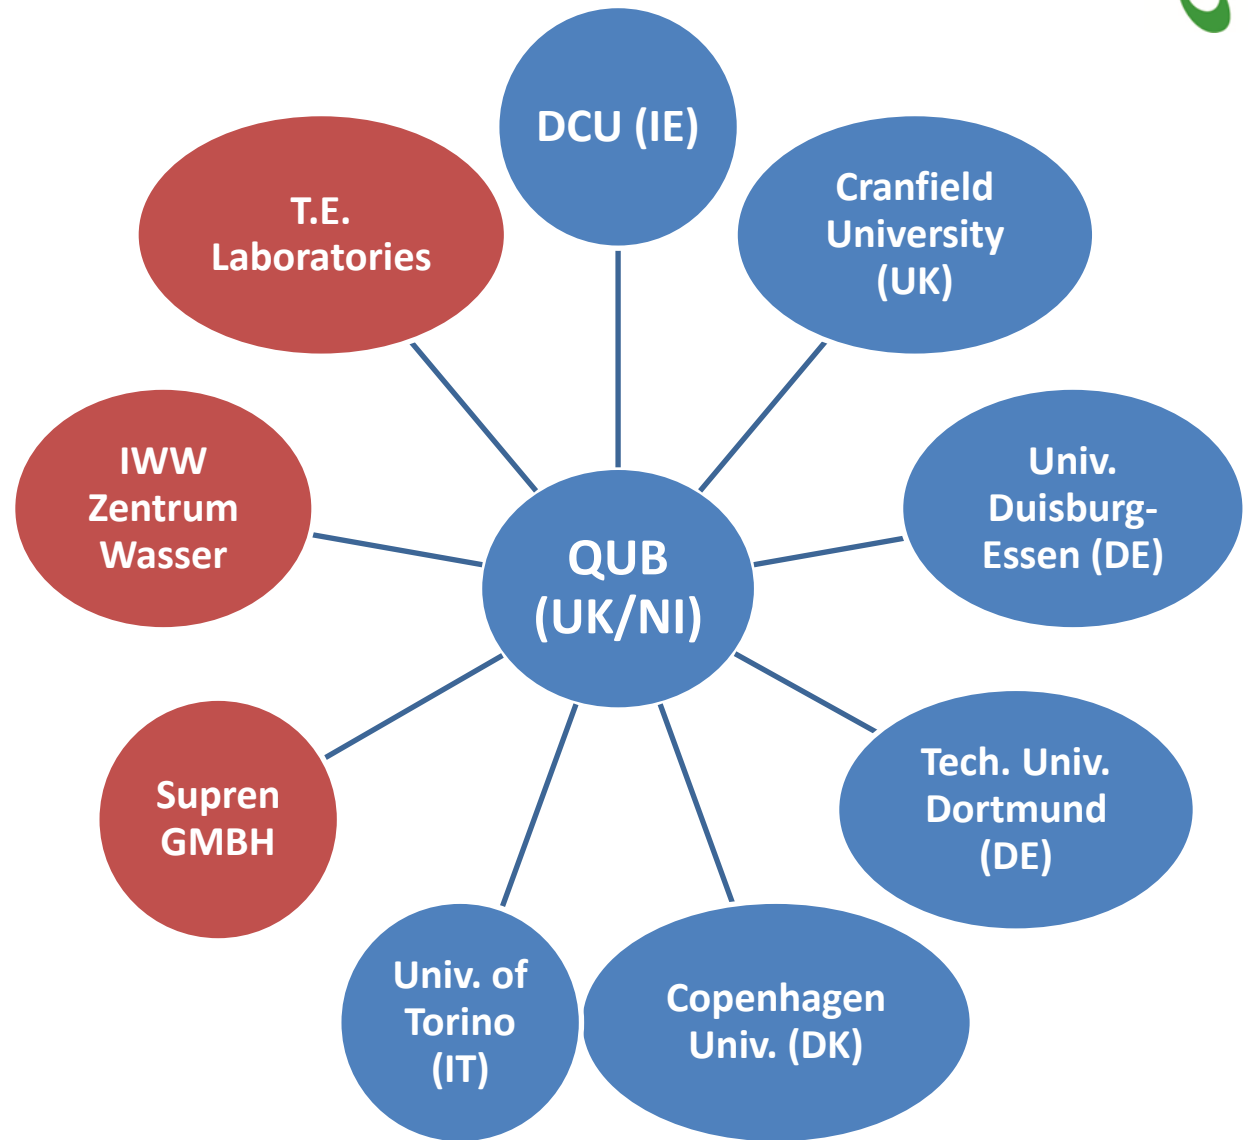 DCU (IE)
Cranfield
University
(UK)
T.E.
Laboratories
Univ.
Duisburg-
Essen (DE)
IWW
Zentrum
Wasser
QUB
(UK/NI)
Tech. Univ.
Dortmund
(DE)
Supren
GMBH
Copenhagen
Univ. (DK)
Univ. of
Torino
(IT)